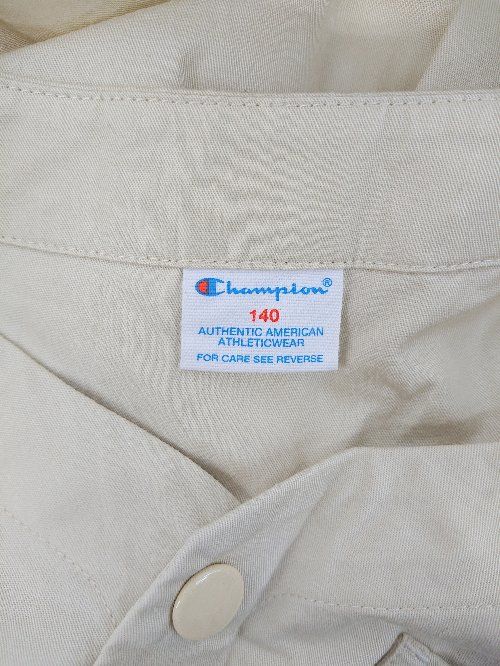 Champion®
140
AUTHENTIC AMERICAN
ATHLETICWEAR
FOR CARE SEE REVERSE